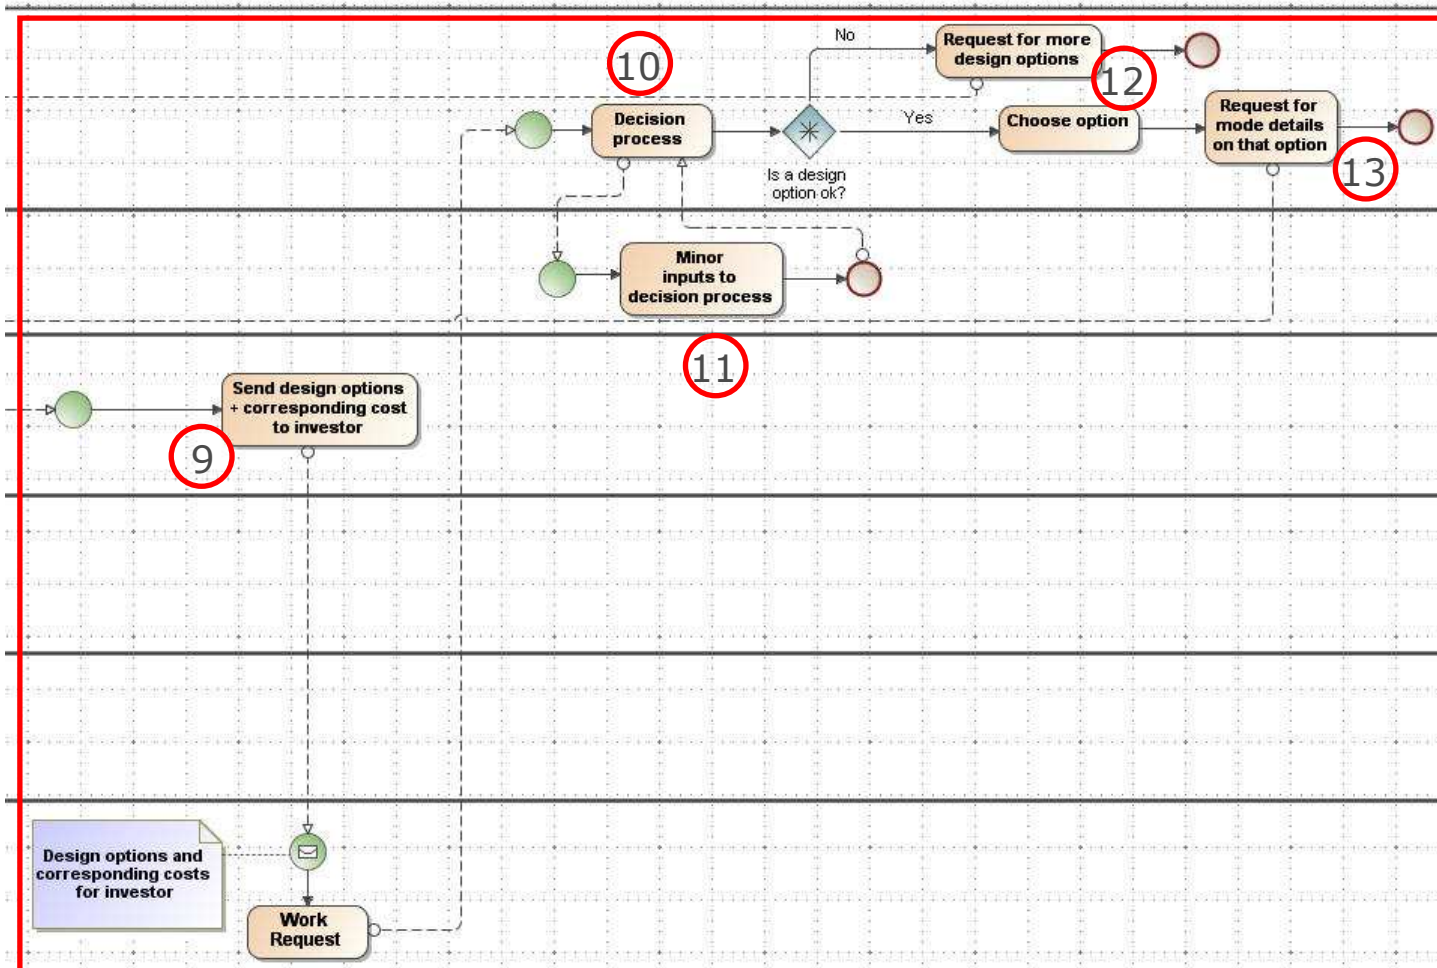 No
Request for more
design options
10
12
Decision
process
Yes
Choose option
Request for
mode details
on that option
13
Is a design
option ok?
Minor
inputs to
decision process
11
Send design options
+ corresponding cost
to investor
9
Design options and
corresponding costs
for investor
Work
Request